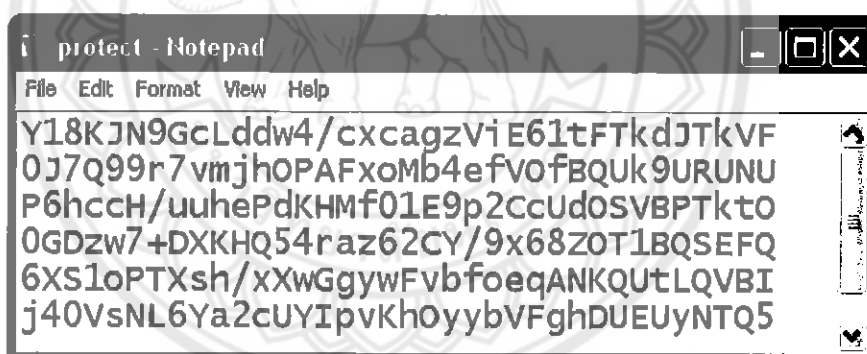 protect - Notepad
File Edit Format View Help
Y18KJN9GcLddw4/cxcagzViE61tFTkdJTkVF
0J7Q99r7vmjhOPAFxoMb4efVOfBQUk9URUNU
P6hccH/uuhePdKHMf01E9p2CcUdOSVBPTktO
0GDzw7+DXKHQ54raz62CY/9x68ZOT1BQSEFQ
6XS1oPTXsh/xXwGgywFvbfoeqANKQUtLQVBI
j40VsNL6Ya2cUYIpvKhOyybVFghDUEUyNTQ5